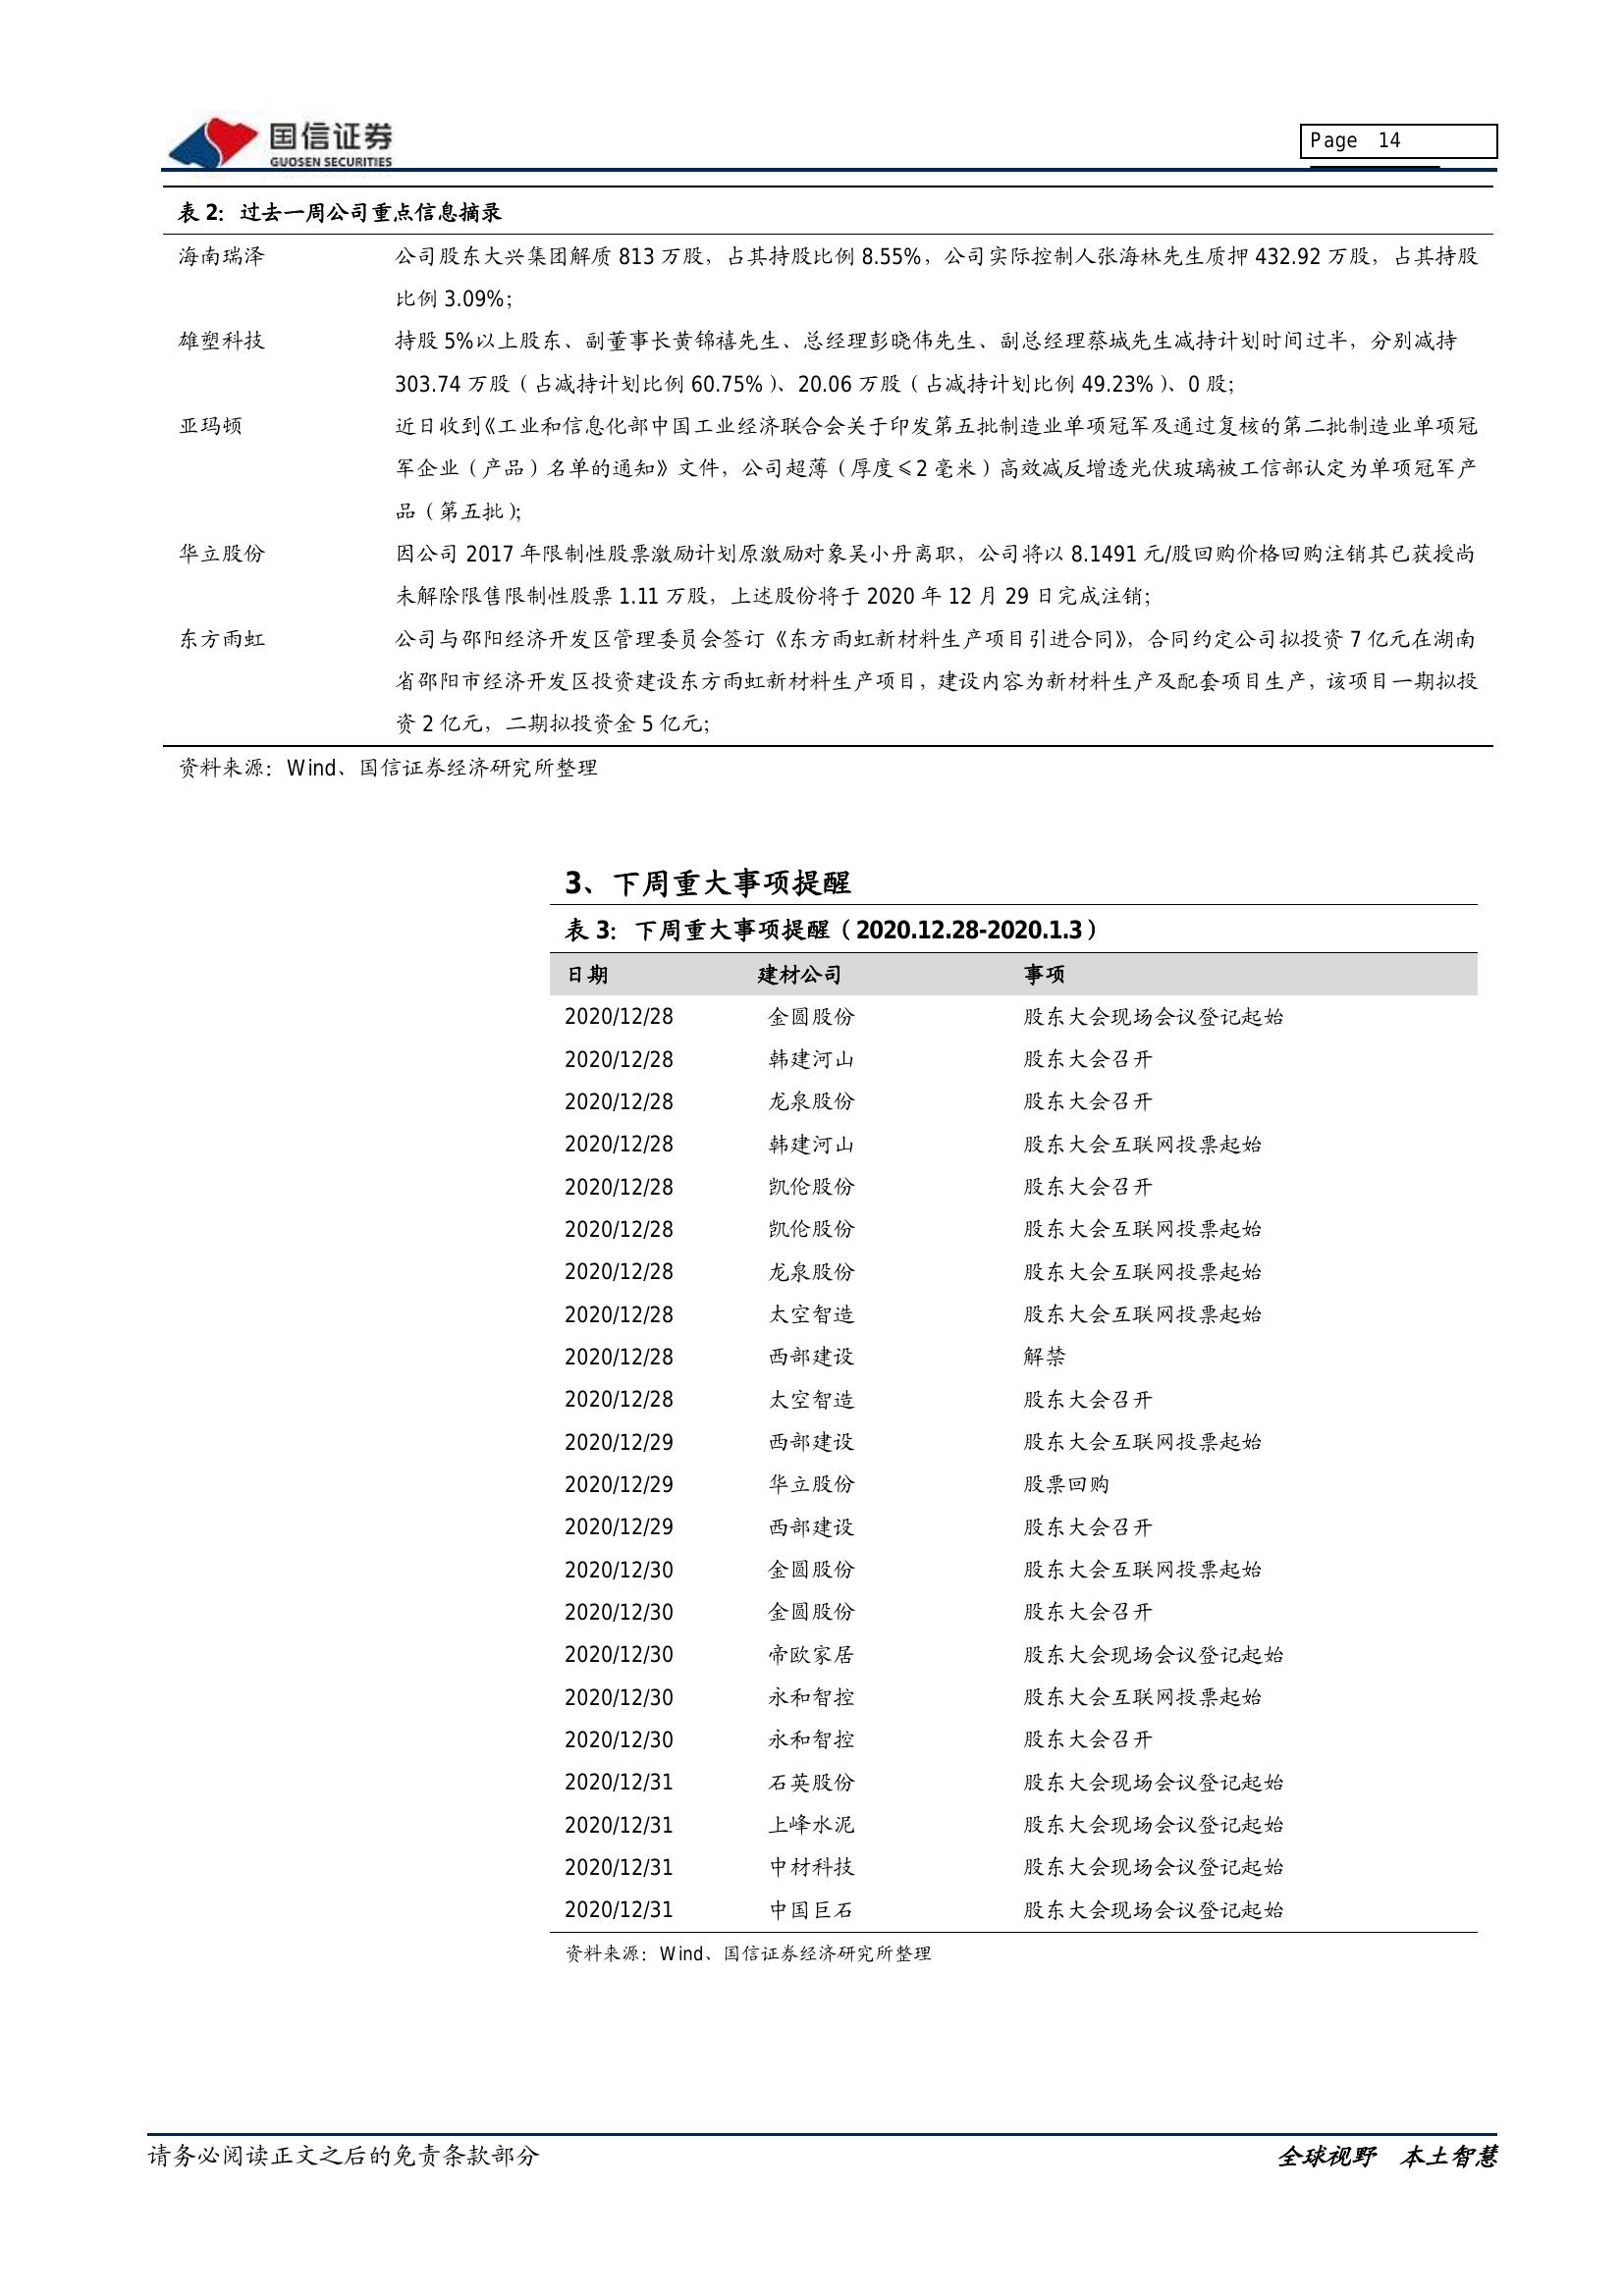 国信证券
GUOSEN SECURITIES
Page 14
表 2：过去一周公司重点信息摘录
海南瑞泽 公司股东大兴集团解质 813 万股，占其持股比例 8.55%，公司实际控制人张海林先生质押 432.92 万股，占其持股
比例 3.09%；
雄塑科技 持股 5%以上股东、副董事长黄锦禧先生、总经理彭晓伟先生、副总经理蔡城先生减持计划时间过半，分别减持
303.74 万股（占减持计划比例 60.75%）、20.06 万股（占减持计划比例 49.23%）、0 股；
亚玛顿 近日收到《工业和信息化部中国工业经济联合会关于印发第五批制造业单项冠军及通过复核的第二批制造业单项冠
军企业（产品）名单的通知》文件，公司超薄（厚度≤2 毫米）高效减反增透光伏玻璃被工信部认定为单项冠军产
品（第五批）；
华立股份 因公司 2017 年限制性股票激励计划原激励对象吴小丹离职，公司将以 8.1491 元/股回购价格回购注销其已获授尚
未解除限售限制性股票 1.11 万股，上述股份将于 2020 年 12 月 29 日完成注销；
东方雨虹 公司与邵阳经济开发区管理委员会签订《东方雨虹新材料生产项目引进合同》，合同约定公司拟投资 7 亿元在湖南
省邵阳市经济开发区投资建设东方雨虹新材料生产项目，建设内容为新材料生产及配套项目生产，该项目一期拟投
资 2 亿元，二期拟投资金 5 亿元；
资料来源：Wind、国信证券经济研究所整理
3、下周重大事项提醒
表 3：下周重大事项提醒（2020.12.28-2020.1.3）
日期 建材公司 事项
2020/12/28 金圆股份 股东大会现场会议登记起始
2020/12/28 韩建河山 股东大会召开
2020/12/28 龙泉股份 股东大会召开
2020/12/28 韩建河山 股东大会互联网投票起始
2020/12/28 凯伦股份 股东大会召开
2020/12/28 凯伦股份 股东大会互联网投票起始
2020/12/28 龙泉股份 股东大会互联网投票起始
2020/12/28 太空智造 股东大会互联网投票起始
2020/12/28 西部建设 解禁
2020/12/28 太空智造 股东大会召开
2020/12/29 西部建设 股东大会互联网投票起始
2020/12/29 华立股份 股票回购
2020/12/29 西部建设 股东大会召开
2020/12/30 金圆股份 股东大会互联网投票起始
2020/12/30 金圆股份 股东大会召开
2020/12/30 帝欧家居 股东大会现场会议登记起始
2020/12/30 永和智控 股东大会互联网投票起始
2020/12/30 永和智控 股东大会召开
2020/12/31 石英股份 股东大会现场会议登记起始
2020/12/31 上峰水泥 股东大会现场会议登记起始
2020/12/31 中材科技 股东大会现场会议登记起始
2020/12/31 中国巨石 股东大会现场会议登记起始
资料来源：Wind、国信证券经济研究所整理
请务必阅读正文之后的免责条款部分 全球视野 本土智慧